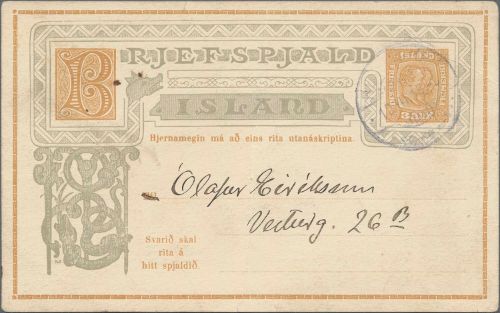 BRJEFSPJALD
ISLAND
Hjernamegin má að eins rita utanáskriptina.
Ólafur Eiríksson
Vesturg. 26 B
Svarið skal
rita á
hitt spjaldið.